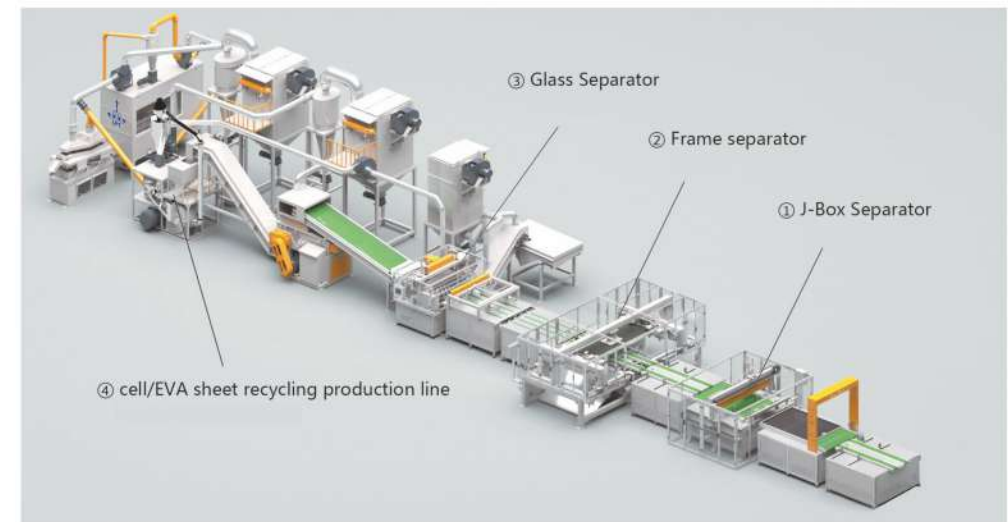 ③ Glass Separator
② Frame separator
① J-Box Separator
④ cell/EVA sheet recycling production line